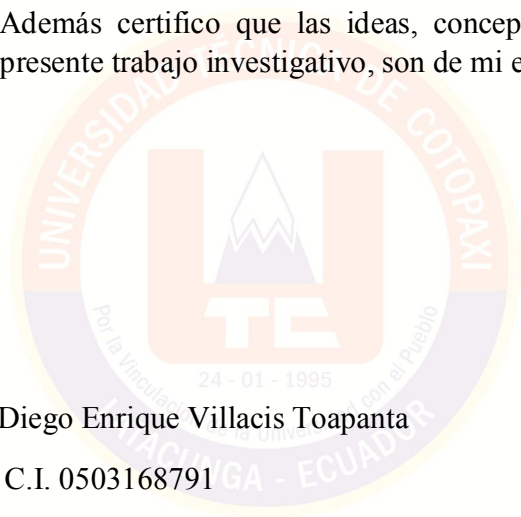 Además certifico que las ideas, concep
presente trabajo investigativo, son de mi e
UNIVERSIDAD TECNICA DE COTOPAXI
UTC
Por la Vinculación de la Universidad con el Pueblo
24 - 01 - 1995
LATACUNGA - ECUADOR
Diego Enrique Villacis Toapanta
C.I. 0503168791